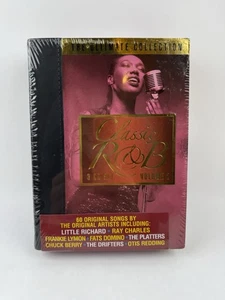 THE ULTIMATE COLLECTION
Classic
R&B
60 ORIGINAL SONGS BY
THE ORIGINAL ARTISTS INCLUDING:
LITTLE RICHARD · RAY CHARLES
FRANKIE LYMON · FATS DOMINO · THE PLATTERS
CHUCK BERRY · THE DRIFTERS · OTIS REDDING